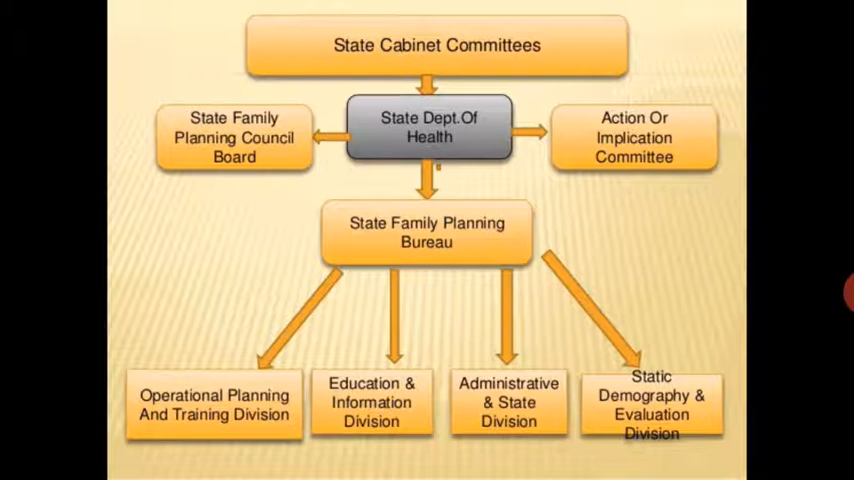 State Cabinet Committees
State Family
Planning Council
Board
State Dept.Of
Health
Action Or
Implication
Committee
State Family Planning
Bureau
Operational Planning
And Training Division
Education &
Information
Division
Administrative
& State
Division
Static
Demography &
Evaluation
Division